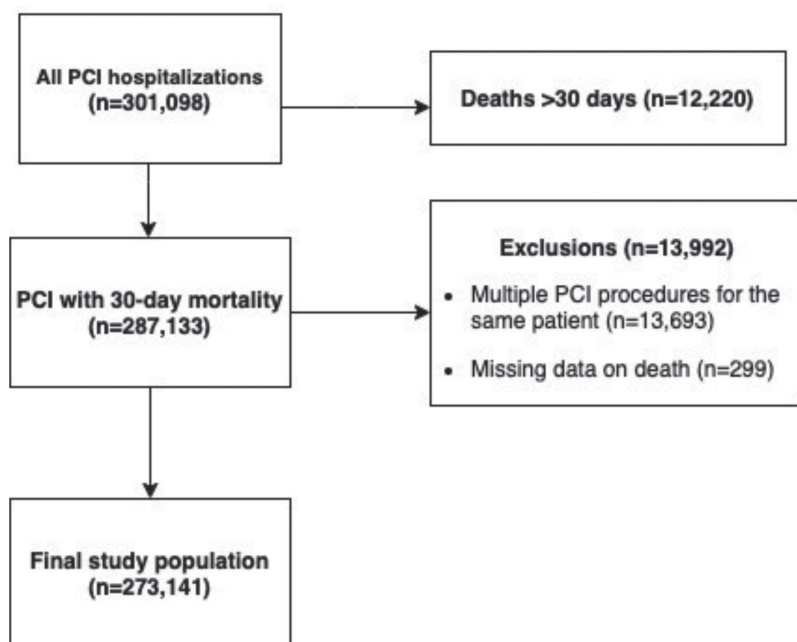 All PCI hospitalizations
(n=301,098)
Deaths >30 days (n=12,220)
PCI with 30-day mortality
(n=287,133)
Exclusions (n=13,992)
• Multiple PCI procedures for the
same patient (n=13,693)
• Missing data on death (n=299)
Final study population
(n=273,141)